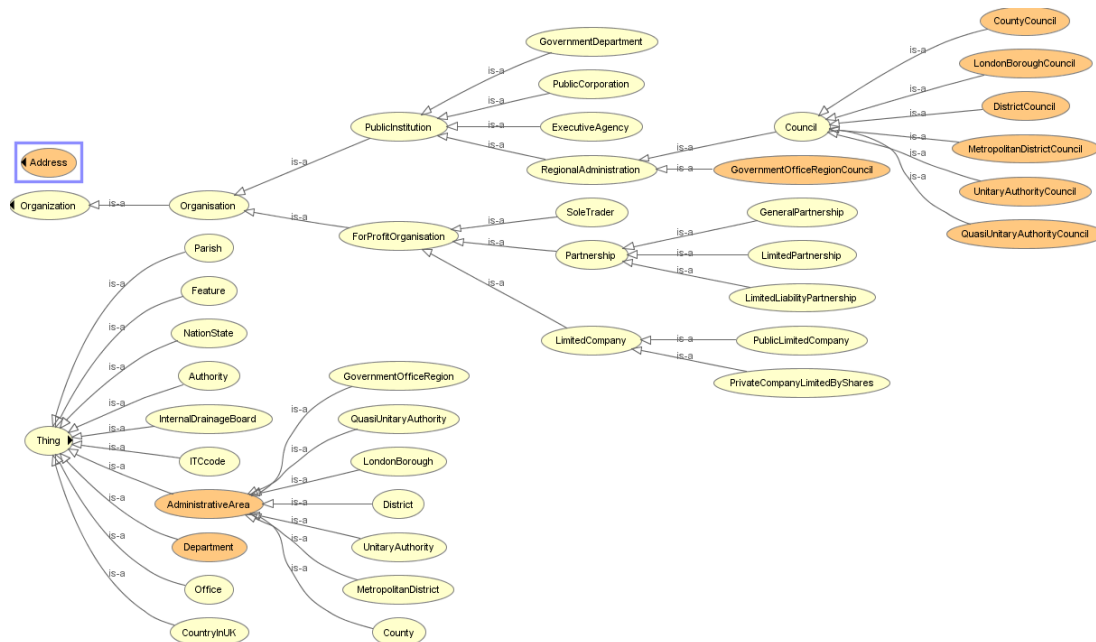 Address
Organization
is-a
Organisation
is-a
PublicInstitution
is-a
GovernmentDepartment
is-a
PublicCorporation
is-a
ExecutiveAgency
is-a
RegionalAdministration
is-a
Council
is-a
CountyCouncil
is-a
LondonBoroughCouncil
is-a
DistrictCouncil
is-a
MetropolitanDistrictCouncil
is-a
UnitaryAuthorityCouncil
is-a
QuasiUnitaryAuthorityCouncil
is-a
GovernmentOfficeRegionCouncil
is-a
ForProfitOrganisation
is-a
SoleTrader
is-a
Partnership
is-a
GeneralPartnership
is-a
LimitedPartnership
is-a
LimitedLiabilityPartnership
is-a
LimitedCompany
is-a
PublicLimitedCompany
is-a
PrivateCompanyLimitedByShares
Thing
is-a
Parish
is-a
Feature
is-a
NationState
is-a
Authority
is-a
InternalDrainageBoard
is-a
ITCcode
is-a
AdministrativeArea
is-a
GovernmentOfficeRegion
is-a
QuasiUnitaryAuthority
is-a
LondonBorough
is-a
District
is-a
UnitaryAuthority
is-a
MetropolitanDistrict
is-a
County
is-a
Department
is-a
Office
is-a
CountryInUK